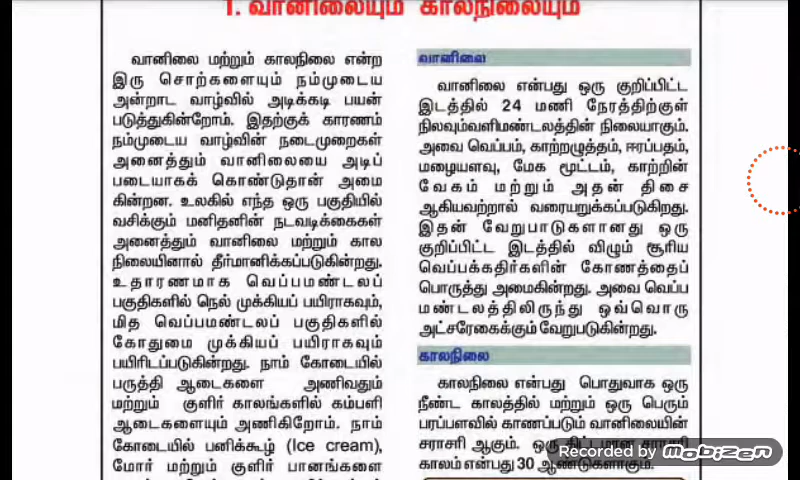 1. வானிலையும் காலநிலையும்
வானிலை மற்றும் காலநிலை என்ற
இரு சொற்களையும் நம்முடைய
அன்றாட வாழ்வில் அடிக்கடி பயன்
படுத்துகின்றோம். இதற்குக் காரணம்
நம்முடைய வாழ்வின் நடைமுறைகள்
அனைத்தும் வானிலையை அடிப்
படையாகக் கொண்டுதான் அமை
கின்றன. உலகில் எந்த ஒரு பகுதியில்
வசிக்கும் மனிதனின் நடவடிக்கைகள்
அனைத்தும் வானிலை மற்றும் கால
நிலையினால் தீர்மானிக்கப்படுகின்றது.
உதாரணமாக வெப்பமண்டலப்
பகுதிகளில் நெல் முக்கியப் பயிராகவும்,
மித வெப்பமண்டலப் பகுதிகளில்
கோதுமை முக்கியப் பயிராகவும்
பயிரிடப்படுகின்றது. நாம் கோடையில்
பருத்தி ஆடைகளை அணிவதும்
மற்றும் குளிர் காலங்களில் கம்பளி
ஆடைகளையும் அணிகிறோம். நாம்
கோடையில் பனிக்கூழ் (Ice cream),
மோர் மற்றும் குளிர் பானங்களை
வானிலை
வானிலை என்பது ஒரு குறிப்பிட்ட
இடத்தில் 24 மணி நேரத்திற்குள்
நிலவும்வளிமண்டலத்தின் நிலையாகும்.
அவை வெப்பம், காற்றழுத்தம், ஈரப்பதம்,
மழையளவு, மேக மூட்டம், காற்றின்
வேகம் மற்றும் அதன் திசை
ஆகியவற்றால் வரையறுக்கப்படுகிறது.
இதன் வேறுபாடுகளானது ஒரு
குறிப்பிட்ட இடத்தில் விழும் சூரிய
வெப்பக்கதிர்களின் கோணத்தைப்
பொருத்து அமைகின்றது. அவை வெப்ப
மண்டலத்திலிருந்து ஒவ்வொரு
அட்சரேகைக்கும் வேறுபடுகின்றது.
காலநிலை
காலநிலை என்பது பொதுவாக ஒரு
நீண்ட காலத்தில் மற்றும் ஒரு பெரும்
பரப்பளவில் காணப்படும் வானிலையின்
சராசரி ஆகும். ஒரு
காலம் என்பது 30 ஆண்டுகளாகும்.
Recorded by Mobizen